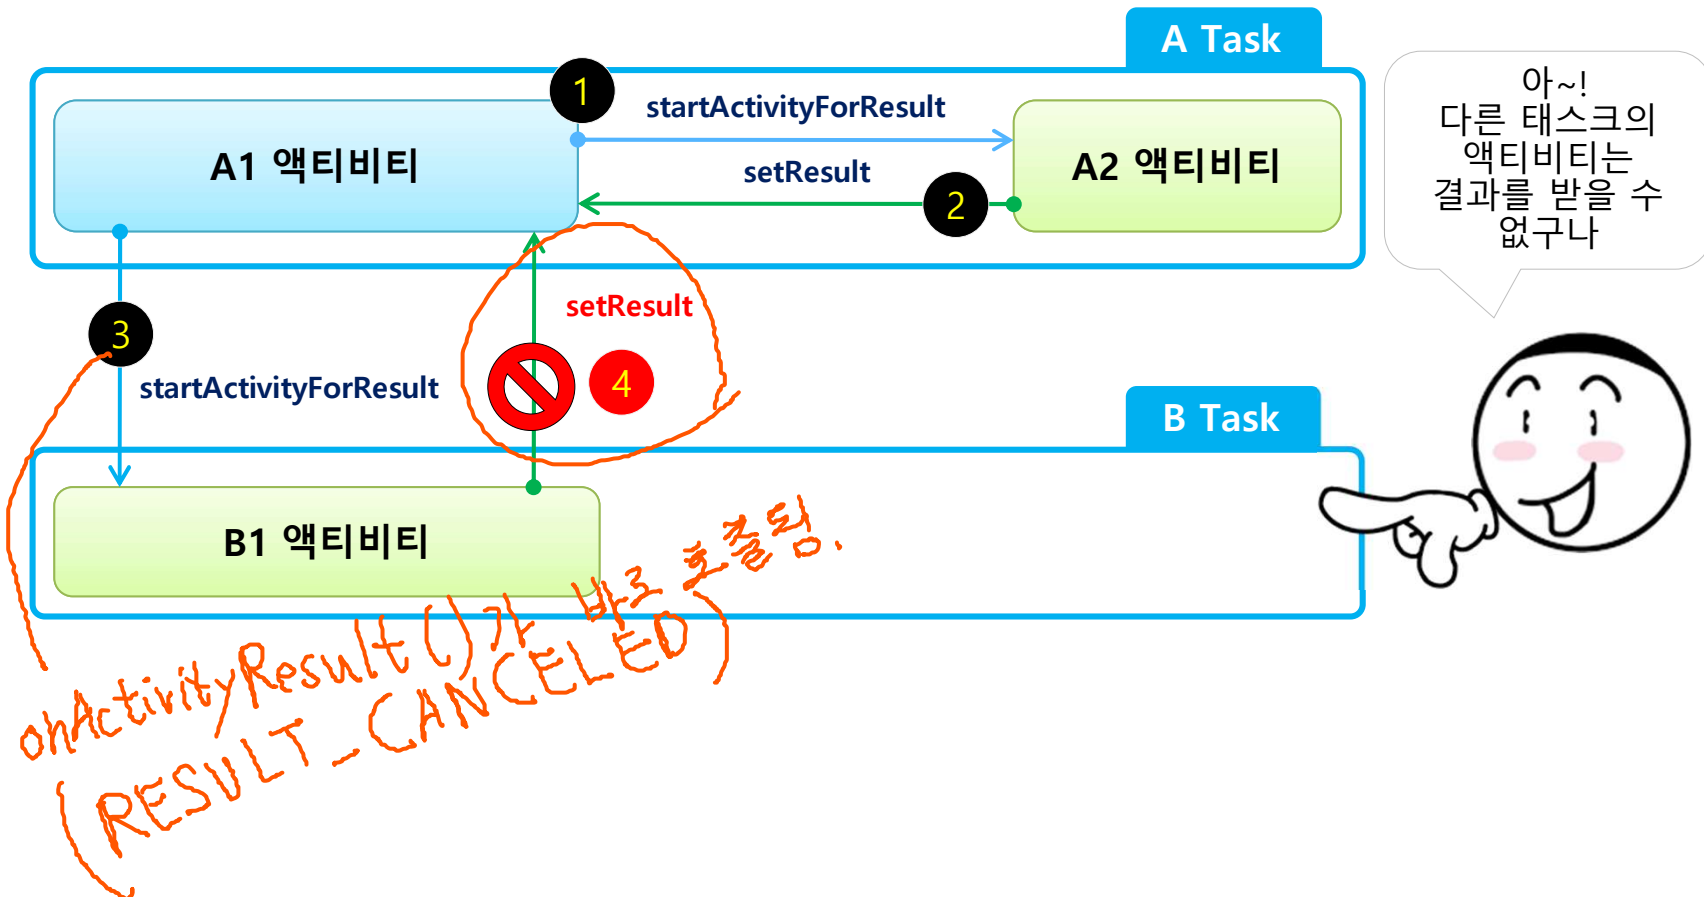 A Task
1
startActivityForResult
A1 액티비티
setResult
2
A2 액티비티
아~!
다른 태스크의
액티비티는
결과를 받을 수
없구나
3
setResult
4
startActivityForResult
B Task
B1 액티비티
onActivityResult()가 바로 호출됨.
(RESULT_CANCELED)